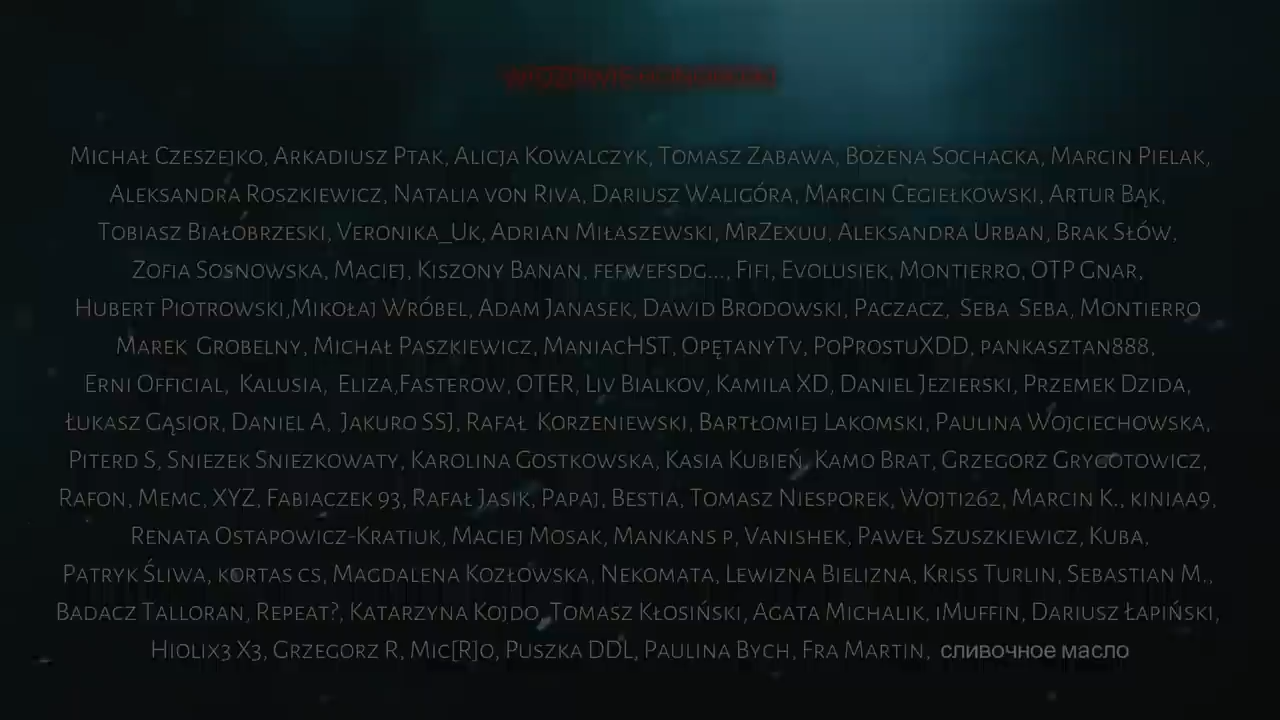 Michał Czeszejko, Arkadiusz Ptak, Alicja Kowalczyk, Tomasz Zabawa, Bożena Sochacka, Marcin Pielak,
Aleksandra Roszkiewicz, Natalia von Riva, Dariusz Waligóra, Marcin Cegiełkowski, Artur Bąk,
Tobiasz Białobrzeski, Veronika_Uk, Adrian Miłaszewski, MrZexuu, Aleksandra Urban, Brak Słów,
Zofia Sosnowska, Maciej, Kiszony Banan, fefwefsdg..., Fifi, Evolusiek, Montierro, OTP Gnar,
Hubert Piotrowski,Mikołaj Wróbel, Adam Janasek, Dawid Brodowski, Paczacz, Seba Seba, Montierro
Marek Grobelny, Michał Paszkiewicz, ManiacHST, OpętanyTv, PoProstuXDD, pankasztan888,
Erni Official, Kalusia, Eliza,Fasterow, OTER, Liv Bialkov, Kamila XD, Daniel Jezierski, Przemek Dzida,
Łukasz Gąsior, Daniel A, Jakuro SSJ, Rafał Korzeniewski, Bartłomiej Lakomski, Paulina Wojciechowska,
Piterd S, Sniezek Sniezkowaty, Karolina Gostkowska, Kasia Kubień, Kamo Brat, Grzegorz Grygotowicz,
Rafon, Memc, XYZ, Fabiaczek 93, Rafał Jasik, Papaj, Bestia, Tomasz Niesporek, Wojti262, Marcin K., kiniaa9,
Renata Ostapowicz-Kratiuk, Maciej Mosak, Mankans p, Vanishek, Paweł Szuszkiewicz, Kuba,
Patryk Śliwa, kortas cs, Magdalena Kozłowska, Nekomata, Lewizna Bielizna, Kriss Turlin, Sebastian M.,
Badacz Talloran, Repeat?, Katarzyna Kojdo, Tomasz Kłosiński, Agata Michalik, iMuffin, Dariusz Łapiński,
Hiolix3 X3, Grzegorz R, Mic[R]o, Puszka DDL, Paulina Bych, Fra Martin, сливочное масло